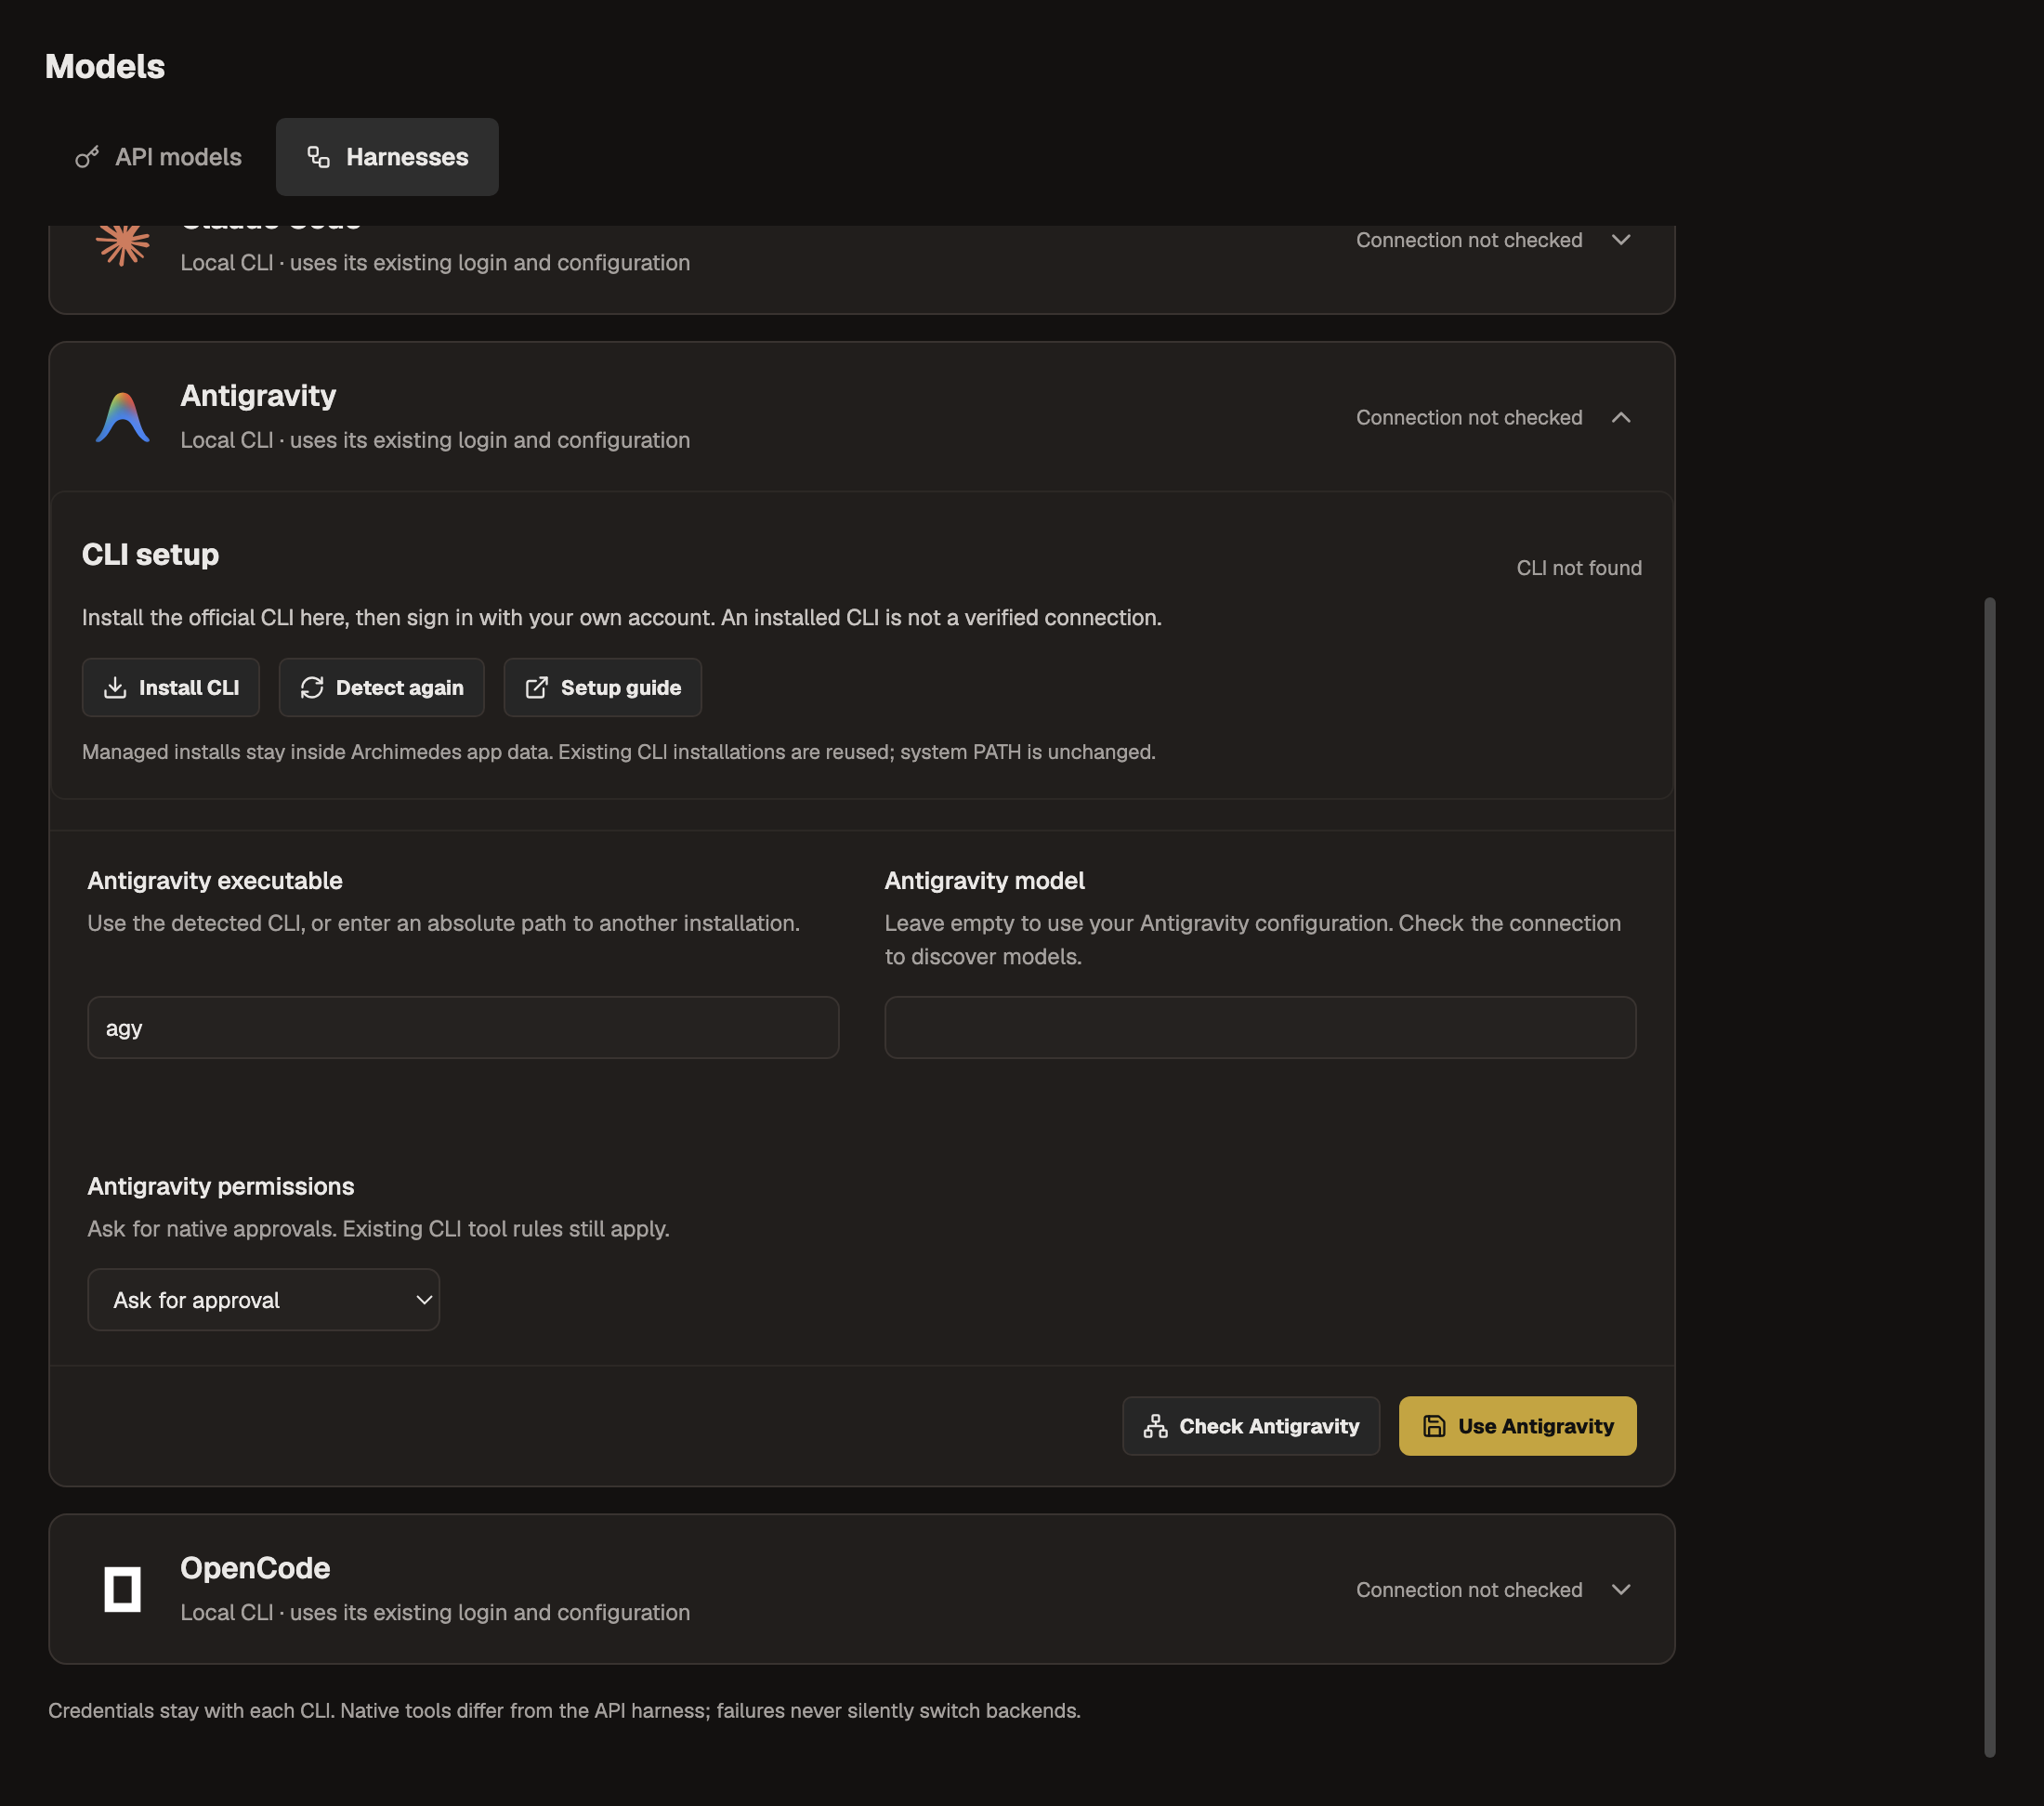 Models
API models
Harnesses
Claude Code
Connection not checked
Local CLI · uses its existing login and configuration
Antigravity
Connection not checked
Local CLI · uses its existing login and configuration
CLI setup
CLI not found
Install the official CLI here, then sign in with your own account. An installed CLI is not a verified connection.
Install CLI
Detect again
Setup guide
Managed installs stay inside Archimedes app data. Existing CLI installations are reused; system PATH is unchanged.
Antigravity executable
Use the detected CLI, or enter an absolute path to another installation.
agy
Antigravity model
Leave empty to use your Antigravity configuration. Check the connection
to discover models.
Antigravity permissions
Ask for native approvals. Existing CLI tool rules still apply.
Ask for approval
Check Antigravity
Use Antigravity
OpenCode
Connection not checked
Local CLI · uses its existing login and configuration
Credentials stay with each CLI. Native tools differ from the API harness; failures never silently switch backends.